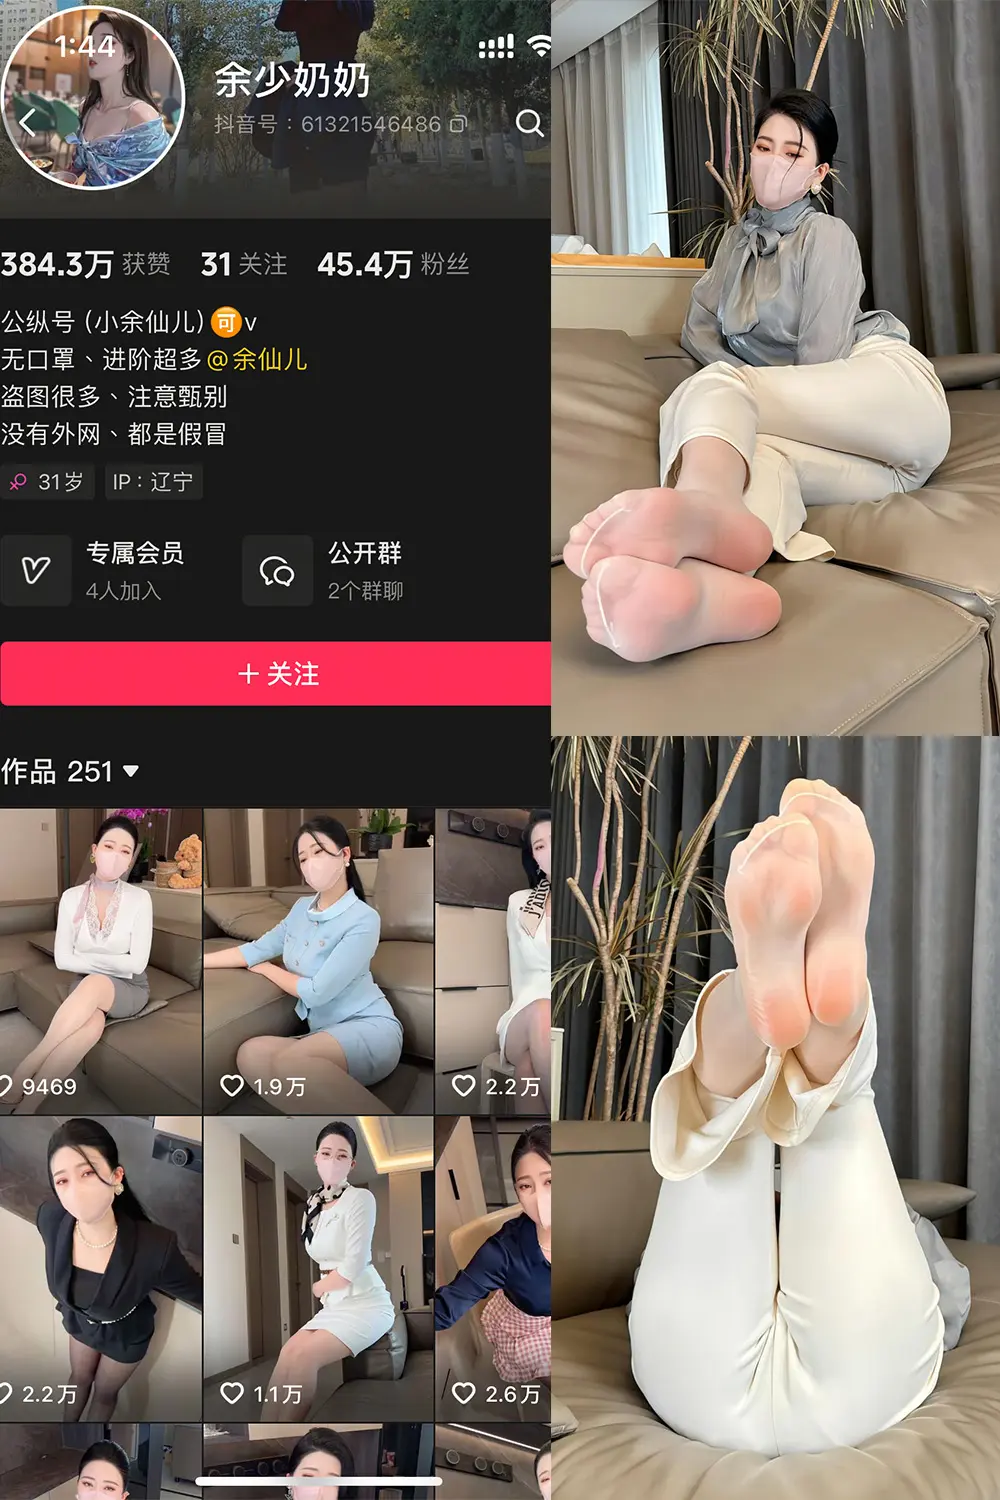 1:44
余少奶奶
抖音号：61321546486
384.3万 获赞 31 关注 45.4万 粉丝
公纵号 (小余仙儿) 可 v
无口罩、进阶超多@余仙儿
盗图很多、注意甄别
没有外网、都是假冒
31岁 IP：辽宁
专属会员 公开群
4人加入 2个群聊
+ 关注
作品 251
9469 1.9万 2.2万
2.2万 1.1万 2.6万